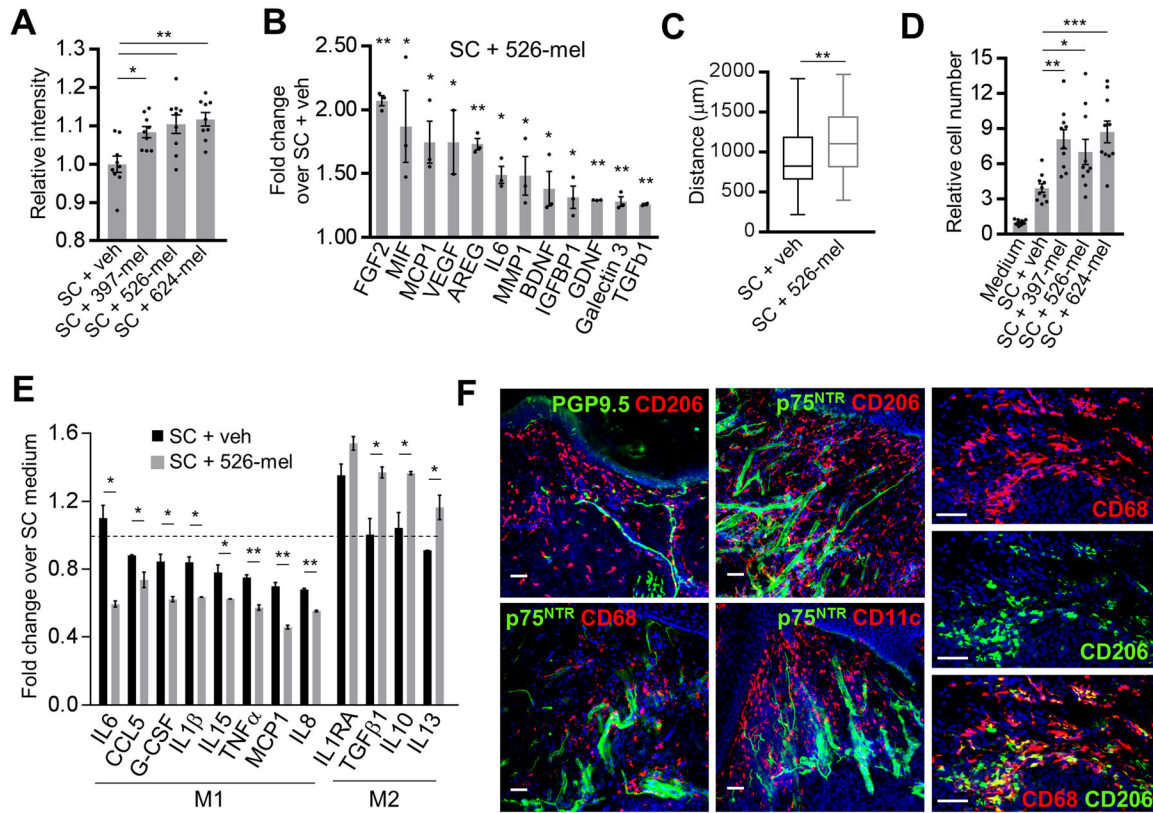 A
Relative intensity
1.3
1.2
1.1
1.0
0.9
0.8
*
**
SC + veh
SC + 397-mel
SC + 526-mel
SC + 624-mel
B
SC + 526-mel
Fold change
over SC + veh
2.50
2.00
1.50
1.00
** * * * ** * * * * ** ** **
FGF2
MIF
MCP1
VEGF
AREG
IL6
MMP1
BDNF
IGFBP1
GDNF
Galectin 3
TGFb1
C
Distance (μm)
2000
1500
1000
500
0
**
SC + veh
SC + 526-mel
D
Relative cell number
15
12
9
6
3
0
***
*
**
Medium
SC + veh
SC + 397-mel
SC + 526-mel
SC + 624-mel
E
Fold change over SC medium
1.6
1.2
0.8
0.4
0.0
SC + veh
SC + 526-mel
* * * * * ** ** ** * * *
IL6
CCL5
G-CSF
IL1β
IL15
TNFα
MCP1
IL8
IL1RA
TGFβ1
IL10
IL13
M1
M2
F
PGP9.5 CD206
p75NTR CD206
CD68
p75NTR CD68
p75NTR CD11c
CD206
CD68 CD206